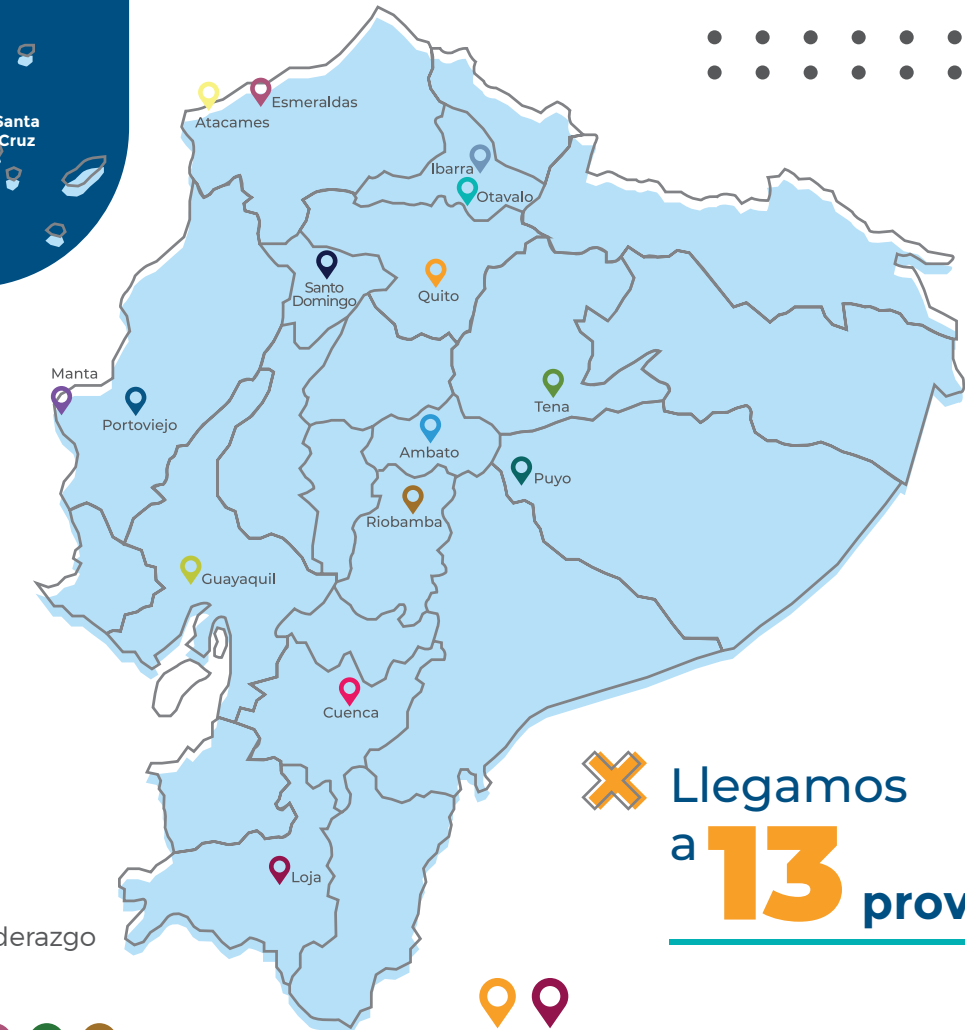 Santa
Cruz
Esmeraldas
Atacames
Ibarra
Otavalo
Santo
Domingo
Quito
Manta
Portoviejo
Tena
Ambato
Puyo
Riobamba
Guayaquil
Cuenca
Llegamos
a 13 prov
Loja
derazgo